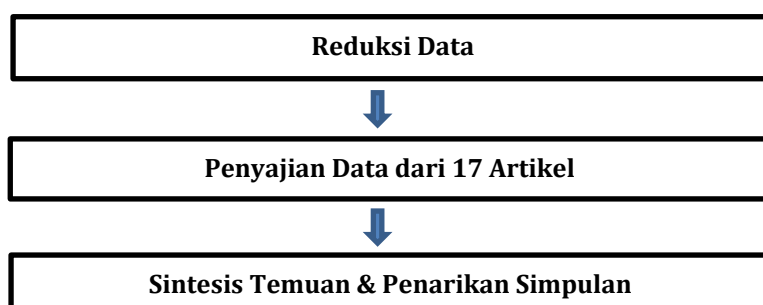 Reduksi Data
Penyajian Data dari 17 Artikel
Sintesis Temuan & Penarikan Simpulan